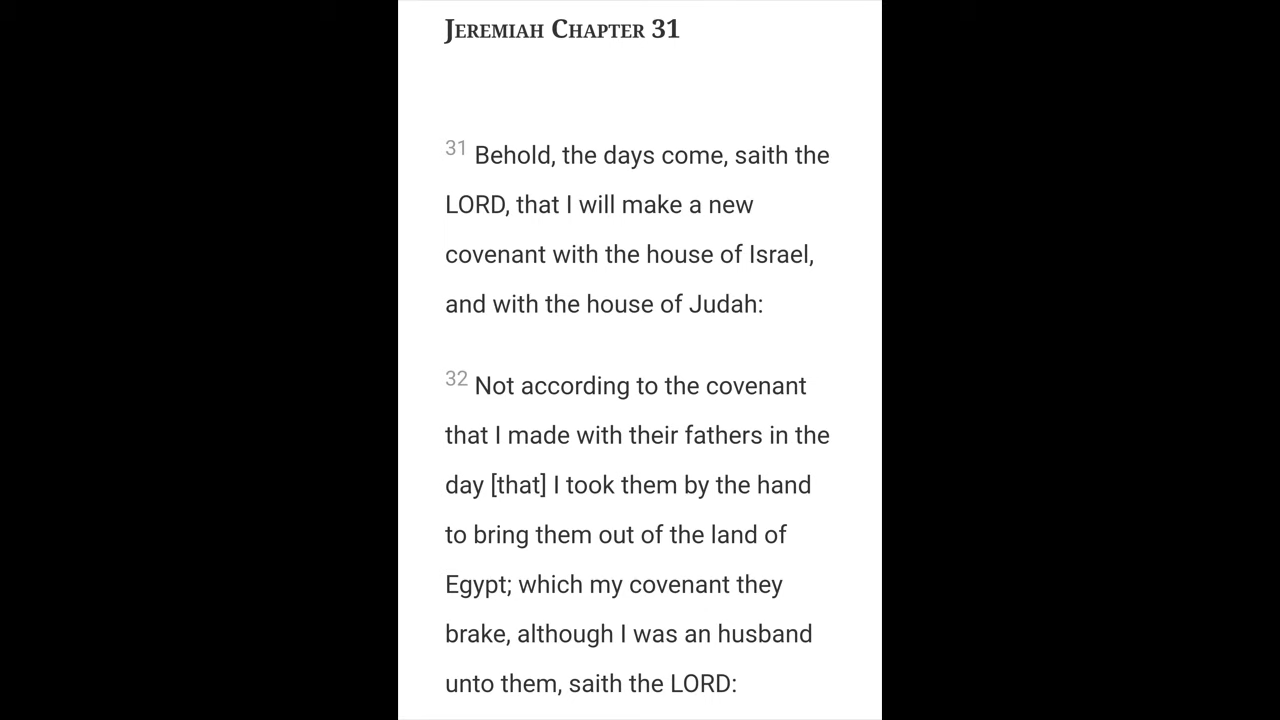 JEREMIAH CHAPTER 31
31 Behold, the days come, saith the
LORD, that I will make a new
covenant with the house of Israel,
and with the house of Judah:
32 Not according to the covenant
that I made with their fathers in the
day [that] I took them by the hand
to bring them out of the land of
Egypt; which my covenant they
brake, although I was an husband
unto them, saith the LORD: